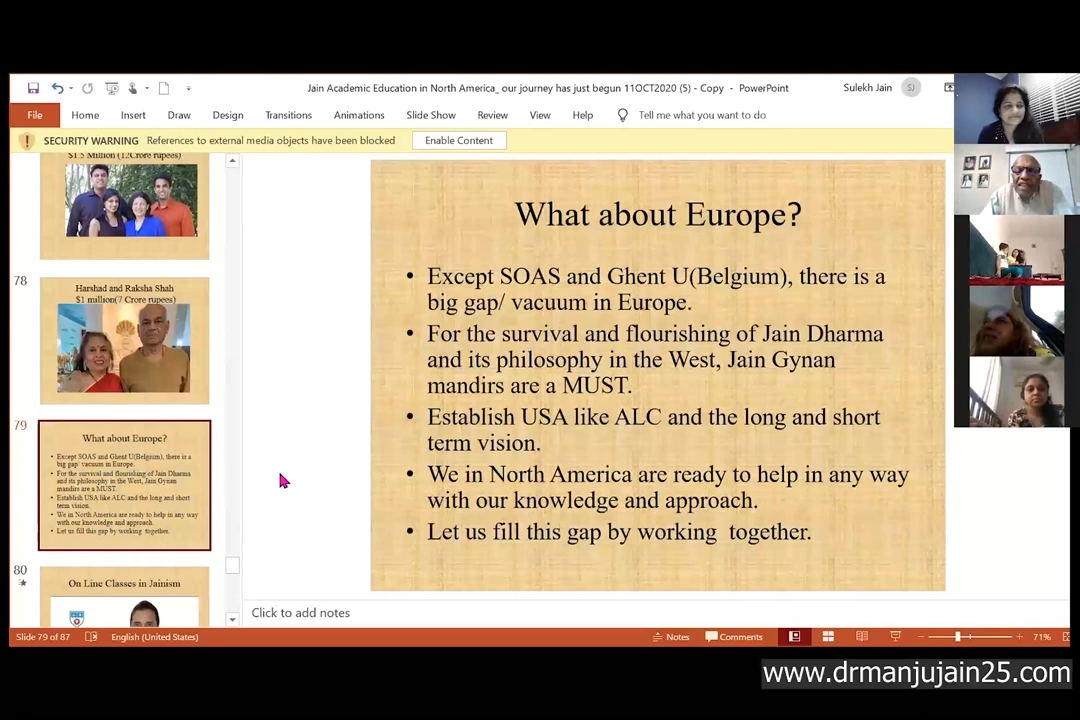 Jain Academic Education in North America_ our journey has just begun 11OCT2020 (5) - Copy - PowerPoint
Sulekh Jain
SJ
File
Home
Insert
Draw
Design
Transitions
Animations
Slide Show
Review
View
Help
Tell me what you want to do
SECURITY WARNING References to external media objects have been blocked
Enable Content
$1.5 Million (12Crore rupees)
78
Harshad and Raksha Shah
$1 million(7 Crore rupees)
79
What about Europe?
• Except SOAS and Ghent U(Belgium), there is a
big gap/ vacuum in Europe.
• For the survival and flourishing of Jain Dharma
and its philosophy in the West, Jain Gynan
mandirs are a MUST.
• Establish USA like ALC and the long and short
term vision.
• We in North America are ready to help in any way
with our knowledge and approach.
• Let us fill this gap by working together.
80
On Line Classes in Jainism
What about Europe?
• Except SOAS and Ghent U(Belgium), there is a
big gap/ vacuum in Europe.
• For the survival and flourishing of Jain Dharma
and its philosophy in the West, Jain Gynan
mandirs are a MUST.
• Establish USA like ALC and the long and short
term vision.
• We in North America are ready to help in any way
with our knowledge and approach.
• Let us fill this gap by working  together.
Click to add notes
Slide 79 of 87
English (United States)
Notes
Comments
71%
www.drmanjujain25.com